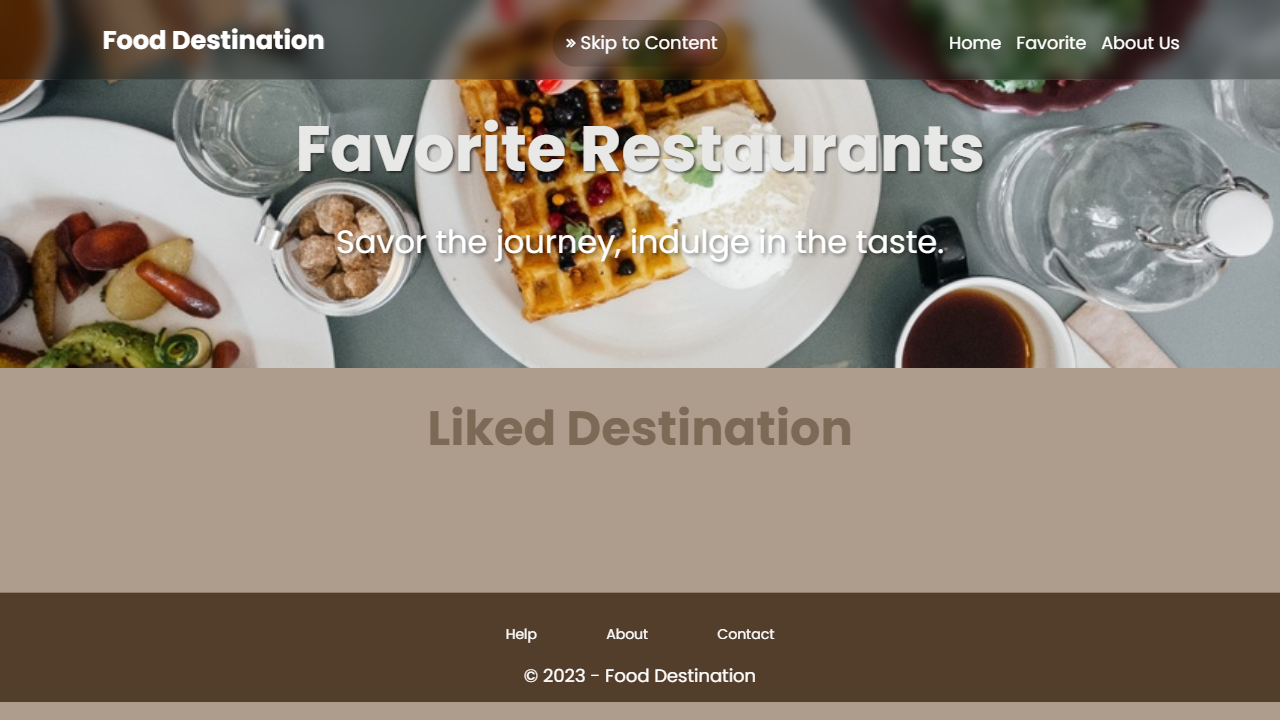 Food Destination
» Skip to Content
Home Favorite About Us
Favorite Restaurants
Savor the journey, indulge in the taste.
Liked Destination
Help About Contact
© 2023 - Food Destination